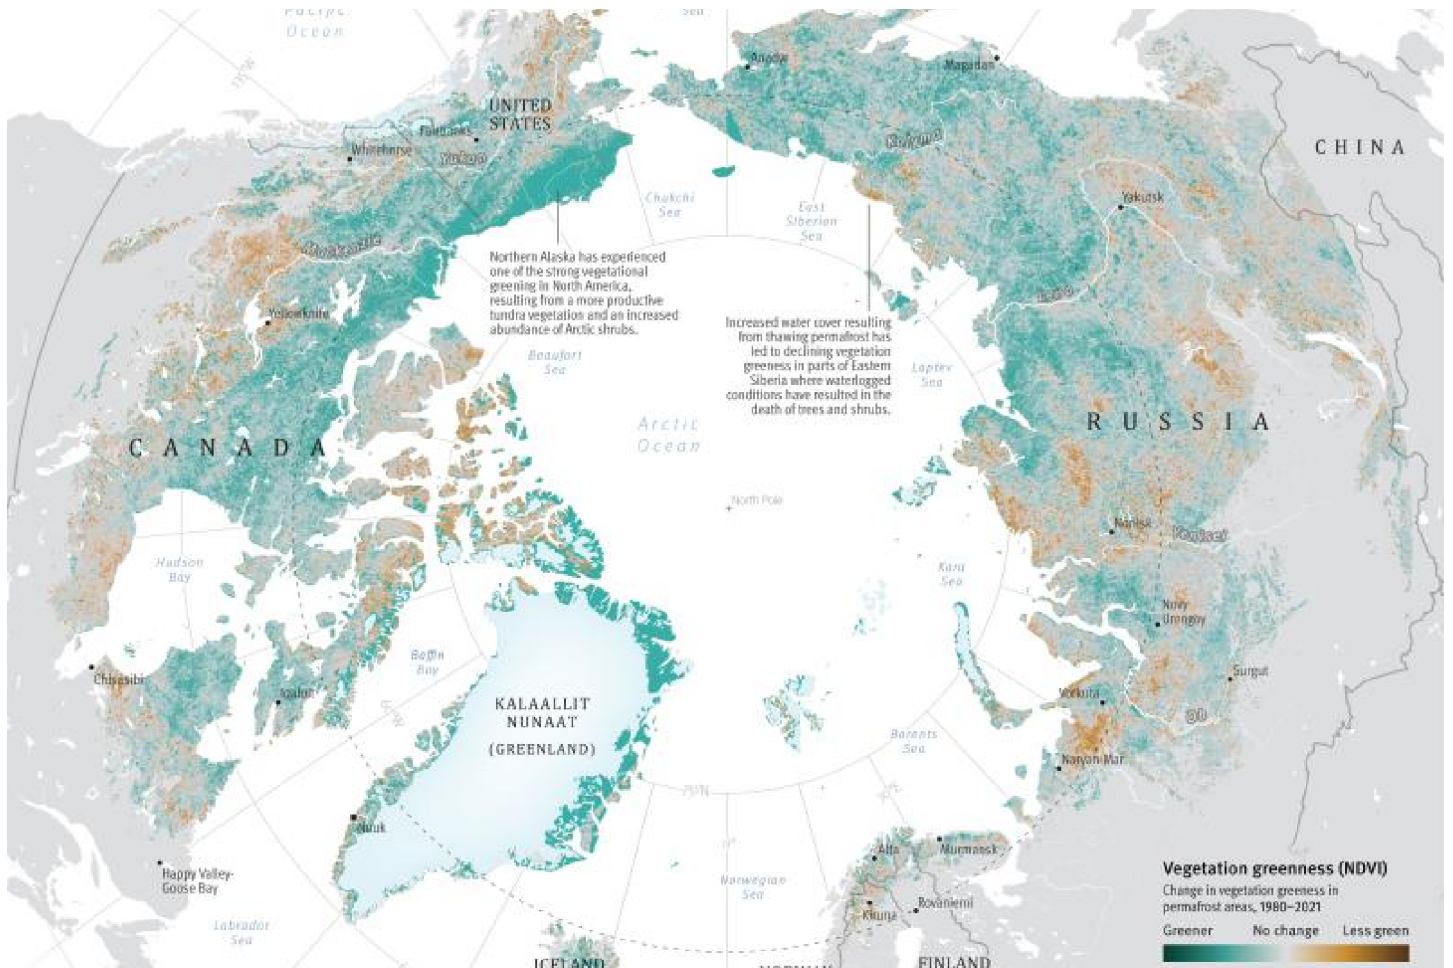 Pacific
Ocean
Sea
UNITED
STATES
Fairbanks
Whitehorse
Yukon
Anadyr
Magadan
Kolyma
CHINA
Yakutsk
Chukchi
Sea
East
Siberian
Sea
Mackenzie
Northern Alaska has experienced
one of the strong vegetational
greening in North America,
resulting from a more productive
tundra vegetation and an increased
abundance of Arctic shrubs.
Lena
Yellowknife
Increased water cover resulting
from thawing permafrost has
led to declining vegetation
greeness in parts of Eastern
Siberia where waterlogged
conditions have resulted in the
death of trees and shrubs.
Beaufort
Sea
Laptev
Sea
Arctic
Ocean
CANADA
RUSSIA
North Pole
Norilsk
Yenisei
Hudson
Bay
Kara
Sea
Novy
Urengoy
Baffin
Bay
Chisasibi
Iqaluit
Surgut
Vorkuta
60°W
KALAALLIT
NUNAAT
(GREENLAND)
Ob
Barents
Sea
Naryan-Mar
75°N
Nuuk
Alta
Murmansk
Happy Valley-
Goose Bay
Norwegian
Sea
Kiruna
Rovaniemi
Labrador
Sea
ICELAND
FINLAND
Vegetation greenness (NDVI)
Change in vegetation greeness in
permafrost areas, 1980–2021
Greener No change Less green